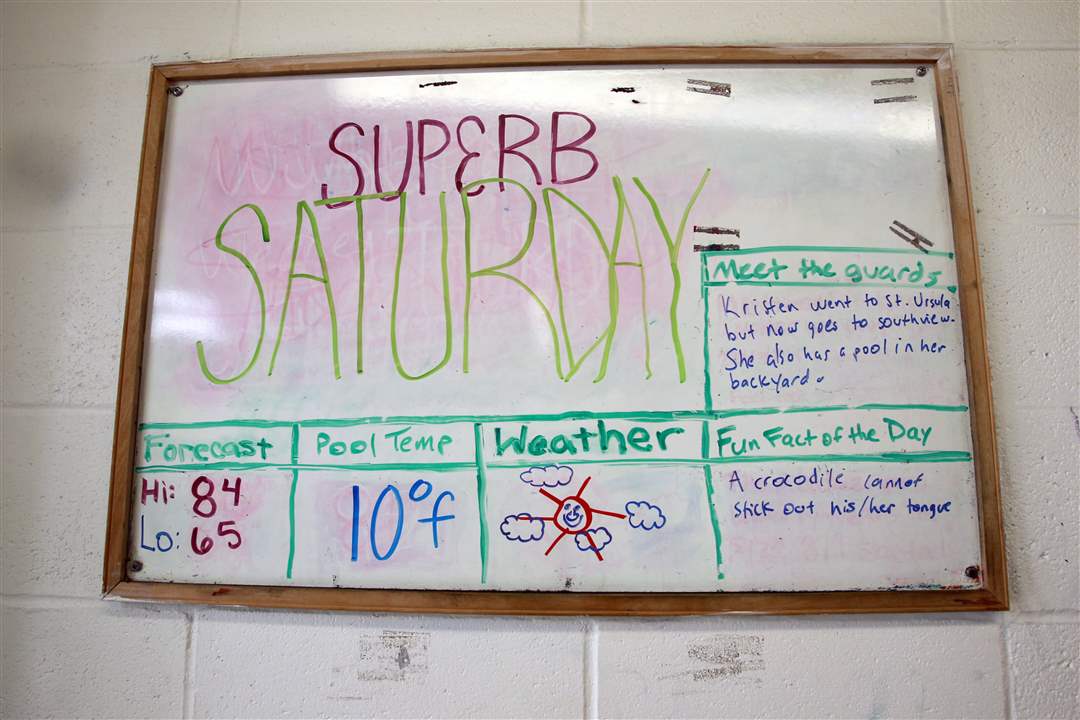 SUPERB
SATURDAY
Meet the guards
Kristen went to St. Ursula
but now goes to southview.
She also has a pool in her
backyard.
Forecast
Hi: 84
Lo: 65
Pool Temp
10°f
Weather
Fun Fact of the Day
A crocodile cannot
stick out his/her tongue